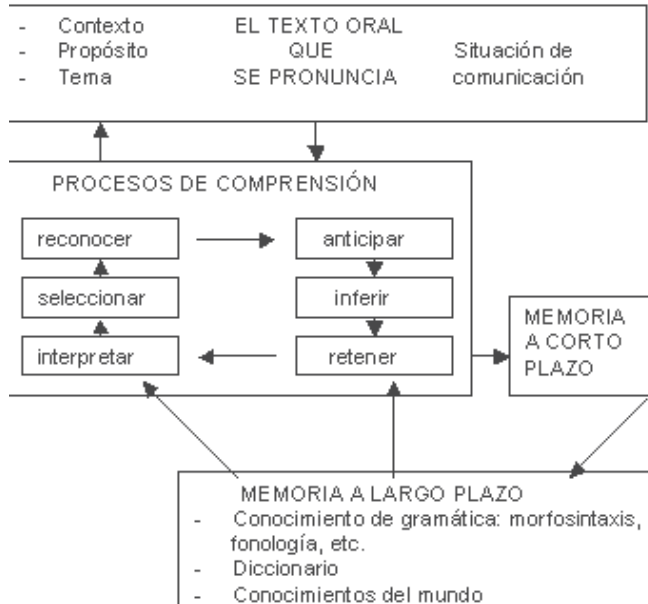 - Contexto
- Propósito
- Tema
EL TEXTO ORAL
QUE
SE PRONUNCIA
Situación de
comunicación
PROCESOS DE COMPRENSIÓN
reconocer
anticipar
seleccionar
inferir
interpretar
retener
MEMORIA
A CORTO
PLAZO
MEMORIA A LARGO PLAZO
- Conocimiento de gramática: morfosintaxis,
fonología, etc.
- Diccionario
- Conocimientos del mundo